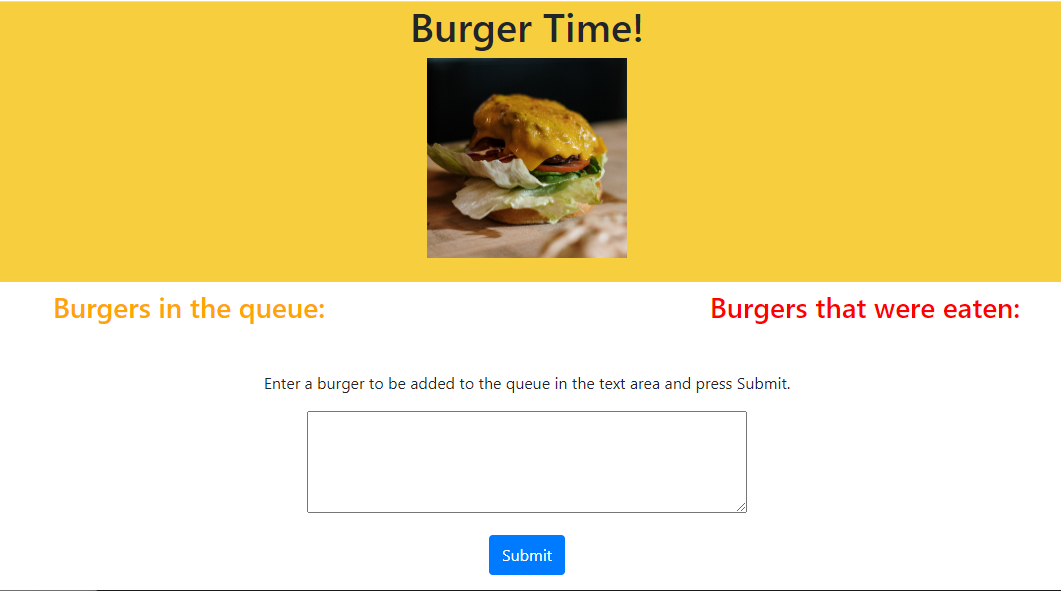 Burger Time!
Burgers in the queue:
Burgers that were eaten:
Enter a burger to be added to the queue in the text area and press Submit.
Submit